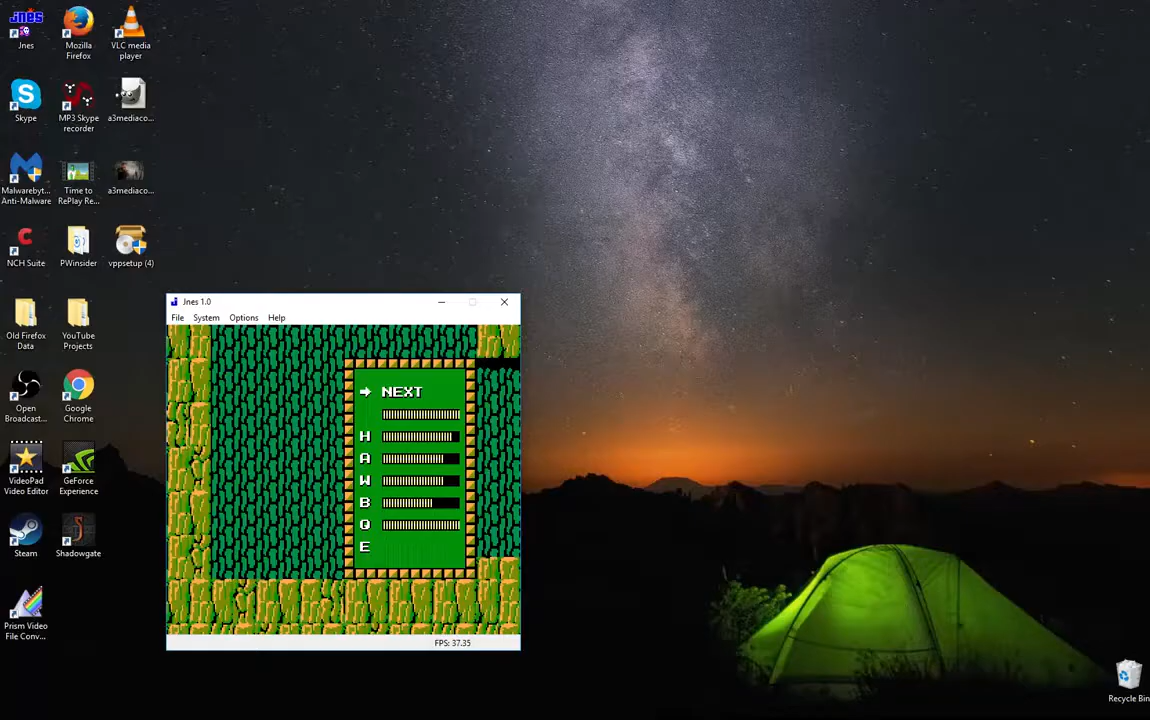 Jnes
Mozilla
Firefox
VLC media
player
Skype
MP3 Skype
recorder
a3mediaco...
Malwarebyt...
Anti-Malware
Time to
RePlay Re...
a3mediaco...
NCH Suite
PWinsider
vppsetup (4)
Old Firefox
Data
YouTube
Projects
Open
Broadcast...
Google
Chrome
VideoPad
Video Editor
GeForce
Experience
Steam
Shadowgate
Prism Video
File Conv...
Jnes 1.0
File System Options Help
NEXT
H
A
W
B
Q
E
FPS: 37.35
Recycle Bin